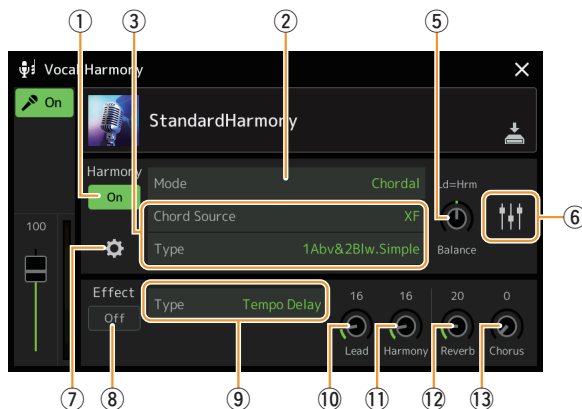 ① ③ ② ⑤
Vocal Harmony
On
StandardHarmony
Harmony
On
Mode Chordal
Chord Source XF
Type 1Abv&2Blw.Simple
Ld=Hrm
Balance
⑥
100
Effect
Off
Type Tempo Delay
16 16 20 0
Lead Harmony Reverb Chorus
⑦ ⑧ ⑨ ⑩ ⑪ ⑫ ⑬